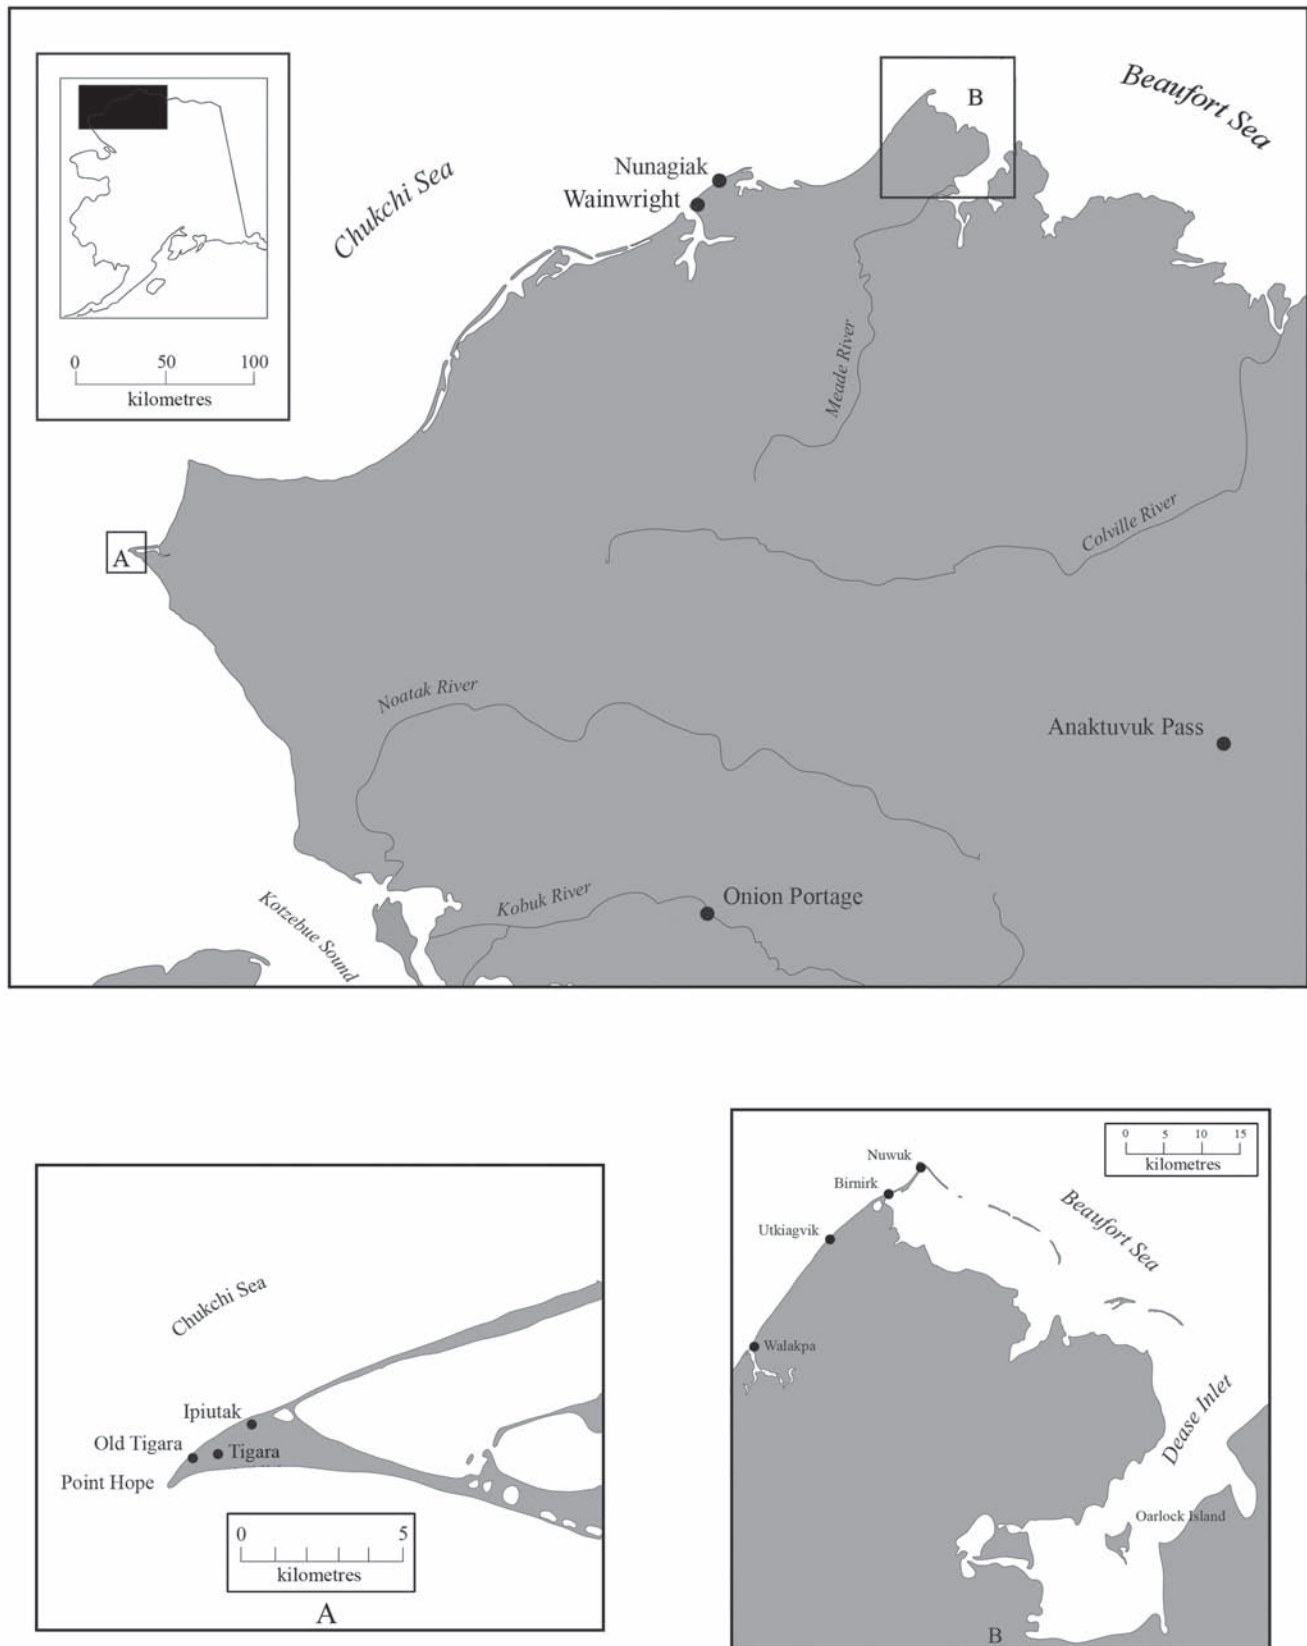 B
Beaufort Sea
Chukchi Sea
Nunagiak
Wainwright
0 50 100
kilometres
Meade River
Colville River
A
Noatak River
Anaktuvuk Pass
Kobuk River
Onion Portage
Kotzebue Sound
Chukchi Sea
Ipiutak
Old Tigara
Tigara
Point Hope
0 5
kilometres
A
0 5 10 15
kilometres
Nuwuk
Birnirk
Beaufort Sea
Utkiagvik
Walakpa
Dease Inlet
Oarlock Island
B